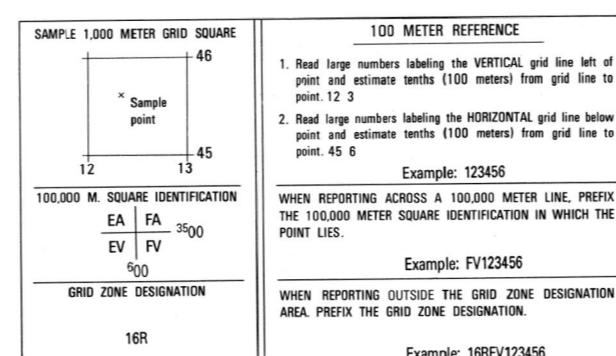 SAMPLE 1,000 METER GRID SQUARE
46
× Sample
point
45
12 13
100,000 M. SQUARE IDENTIFICATION
EA FA
3500
EV FV
600
GRID ZONE DESIGNATION
16R
100 METER REFERENCE
1. Read large numbers labeling the VERTICAL grid line left of
point and estimate tenths (100 meters) from grid line to
point. 12 3
2. Read large numbers labeling the HORIZONTAL grid line below
point and estimate tenths (100 meters) from grid line to
point. 45 6
Example: 123456
WHEN REPORTING ACROSS A 100,000 METER LINE, PREFIX
THE 100,000 METER SQUARE IDENTIFICATION IN WHICH THE
POINT LIES.
Example: FV123456
WHEN REPORTING OUTSIDE THE GRID ZONE DESIGNATION
AREA. PREFIX THE GRID ZONE DESIGNATION.
Example: 16RFV123456